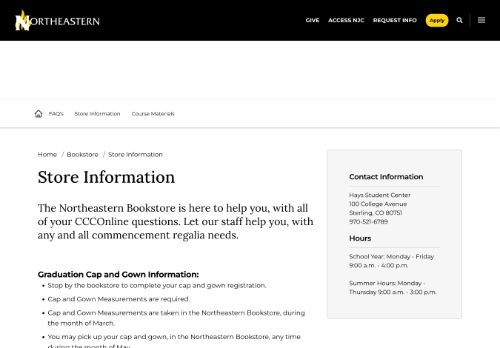 NORTHEASTERN
GIVE
ACCESS NJC
REQUEST INFO
Apply
FAQ's
Store Information
Course Materials
Home / Bookstore / Store Information
Store Information
The Northeastern Bookstore is here to help you, with all
of your CCCOnline questions. Let our staff help you, with
any and all commencement regalia needs.
Graduation Cap and Gown Information:
Stop by the bookstore to complete your cap and gown registration.
Cap and Gown Measurements are required.
Cap and Gown Measurements are taken in the Northeastern Bookstore, during
the month of March.
You may pick up your cap and gown, in the Northeastern Bookstore, any time
during the month of May.
Contact Information
Hays Student Center
100 College Avenue
Sterling, CO 80751
970-521-6789
Hours
School Year: Monday - Friday
9:00 a.m. - 4:00 p.m.
Summer Hours: Monday -
Thursday 9:00 a.m. - 3:00 p.m.